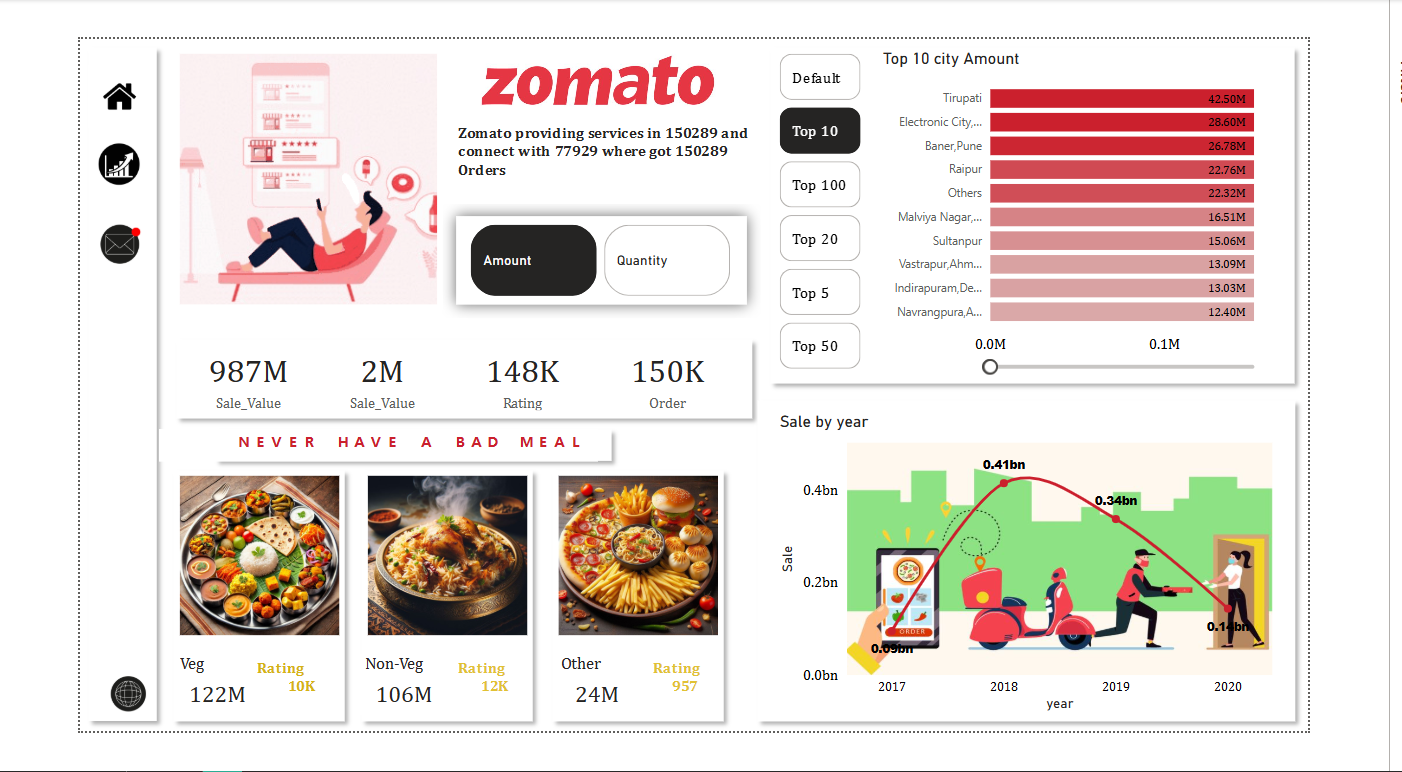 zomato
Zomato providing services in 150289 and
connect with 77929 where got 150289
Orders
Amount
Quantity
987M
Sale_Value
2M
Sale_Value
148K
Rating
150K
Order
NEVER HAVE A BAD MEAL
Veg
Rating
10K
122M
Non-Veg
Rating
12K
106M
Other
Rating
957
24M
Default
Top 10
Top 100
Top 20
Top 5
Top 50
Top 10 city Amount
Tirupati 42.50M
Electronic City,... 28.60M
Baner,Pune 26.78M
Raipur 22.76M
Others 22.32M
Malviya Nagar,... 16.51M
Sultanpur 15.06M
Vastrapur,Ahm... 13.09M
Indirapuram,De... 13.03M
Navrangpura,A... 12.40M
0.0M 0.1M
Sale by year
Sale
0.4bn
0.2bn
0.0bn
0.41bn
0.34bn
0.14bn
0.09bn
ORDER
2017 2018 2019 2020
year